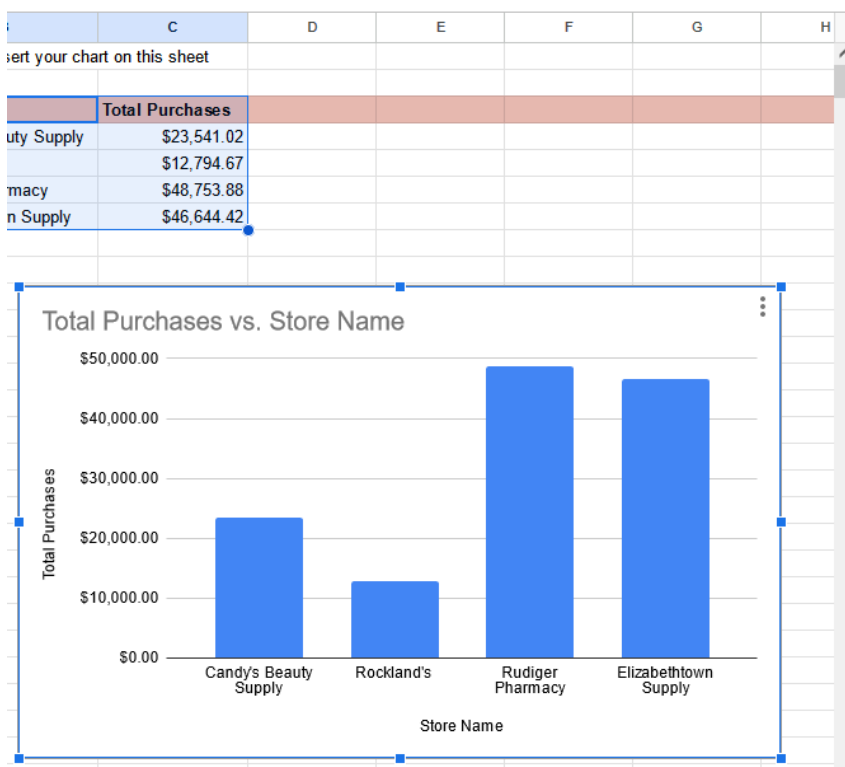 C D E F G H
sert your chart on this sheet
Total Purchases
uty Supply $23,541.02
$12,794.67
rmacy $48,753.88
n Supply $46,644.42
Total Purchases vs. Store Name
$50,000.00
$40,000.00
$30,000.00
$20,000.00
$10,000.00
$0.00
Total Purchases
Candy's Beauty Supply
Rockland's
Rudiger Pharmacy
Elizabethtown Supply
Store Name